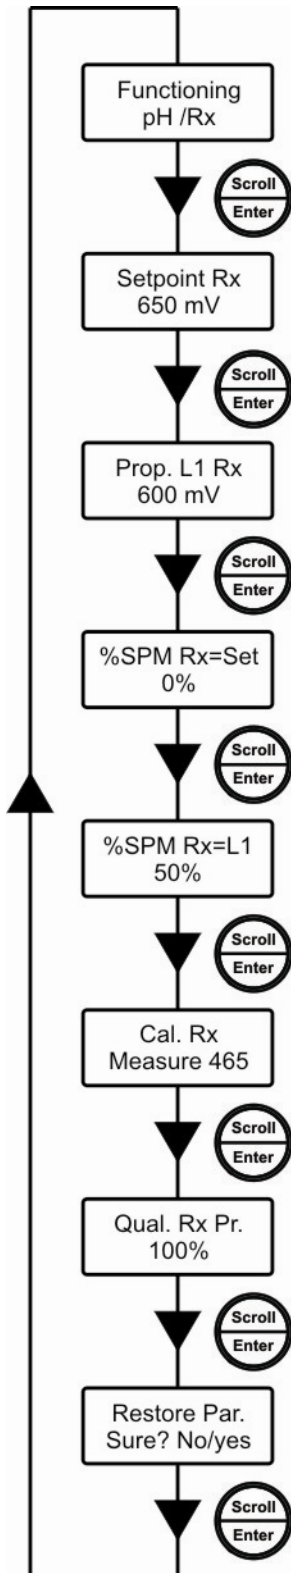 Functioning
pH /Rx
Scroll
Enter
Setpoint Rx
650 mV
Scroll
Enter
Prop. L1 Rx
600 mV
Scroll
Enter
%SPM Rx=Set
0%
Scroll
Enter
%SPM Rx=L1
50%
Scroll
Enter
Cal. Rx
Measure 465
Scroll
Enter
Qual. Rx Pr.
100%
Scroll
Enter
Restore Par.
Sure? No/yes
Scroll
Enter